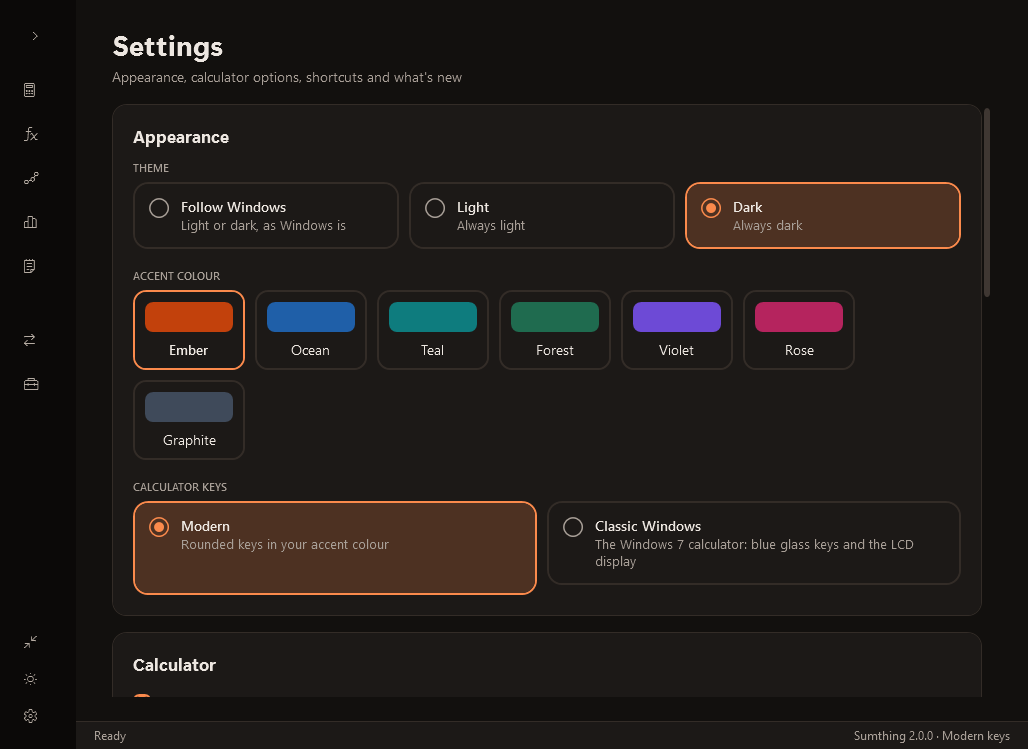 Settings
Appearance, calculator options, shortcuts and what's new
Appearance
THEME
Follow Windows
Light or dark, as Windows is
Light
Always light
Dark
Always dark
ACCENT COLOUR
Ember
Ocean
Teal
Forest
Violet
Rose
Graphite
CALCULATOR KEYS
Modern
Rounded keys in your accent colour
Classic Windows
The Windows 7 calculator: blue glass keys and the LCD
display
Calculator
Ready
Sumthing 2.0.0 · Modern keys